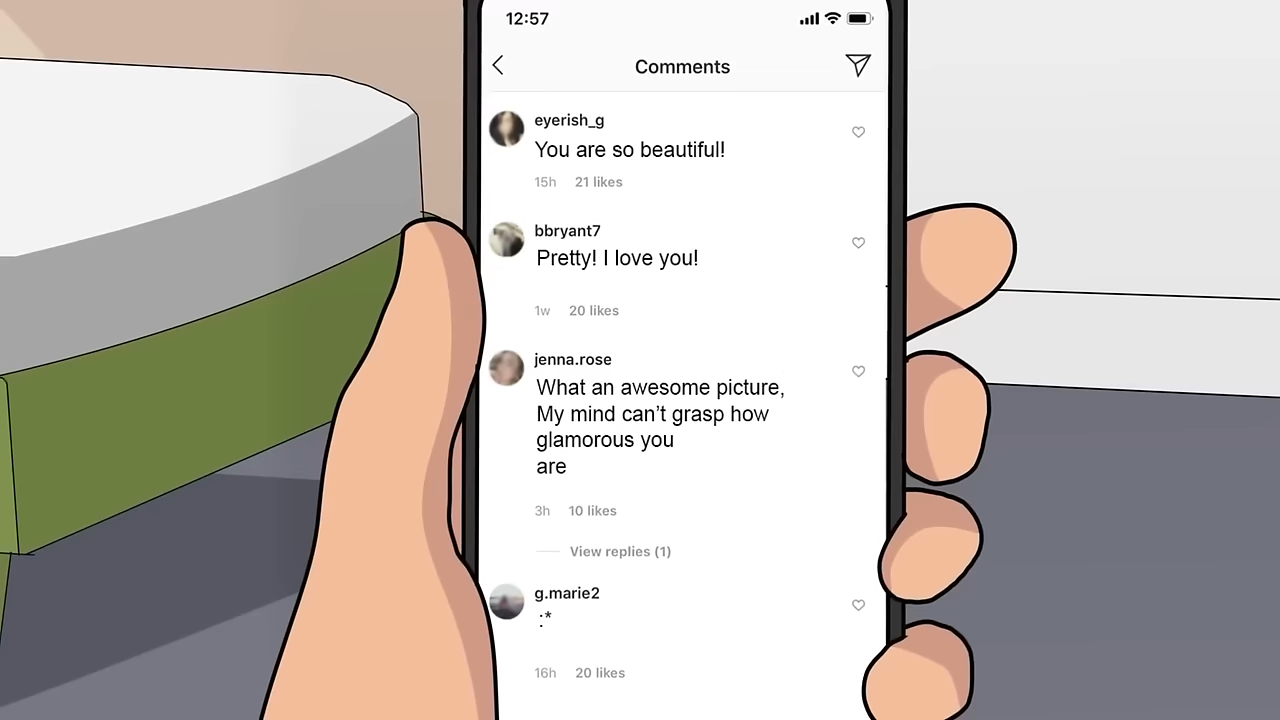 12:57
Comments
eyerish_g
You are so beautiful!
15h 21 likes
bbryant7
Pretty! I love you!
1w 20 likes
jenna.rose
What an awesome picture,
My mind can’t grasp how
glamorous you
are
3h 10 likes
View replies (1)
g.marie2
:*
16h 20 likes